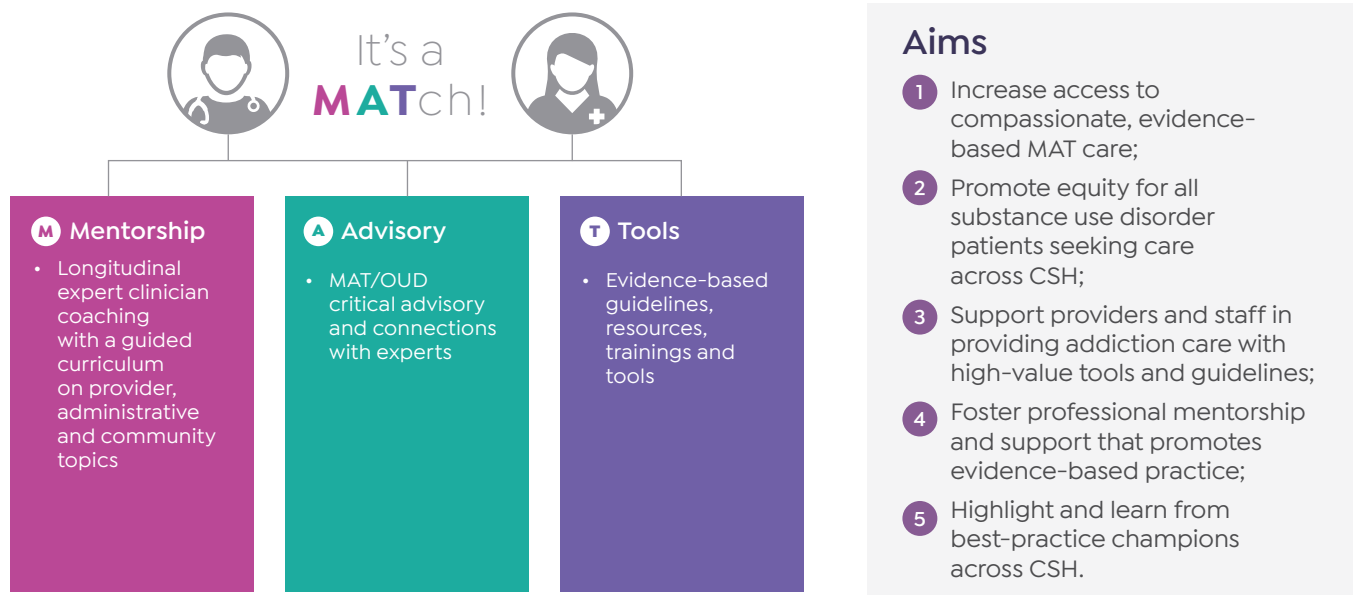 It's a
MATch!
M Mentorship
• Longitudinal
expert clinician
coaching
with a guided
curriculum
on provider,
administrative
and community
topics
A Advisory
• MAT/OUD
critical advisory
and connections
with experts
T Tools
• Evidence-based
guidelines,
resources,
trainings and
tools
Aims
1 Increase access to
compassionate, evidence-
based MAT care;
2 Promote equity for all
substance use disorder
patients seeking care
across CSH;
3 Support providers and staff in
providing addiction care with
high-value tools and guidelines;
4 Foster professional mentorship
and support that promotes
evidence-based practice;
5 Highlight and learn from
best-practice champions
across CSH.